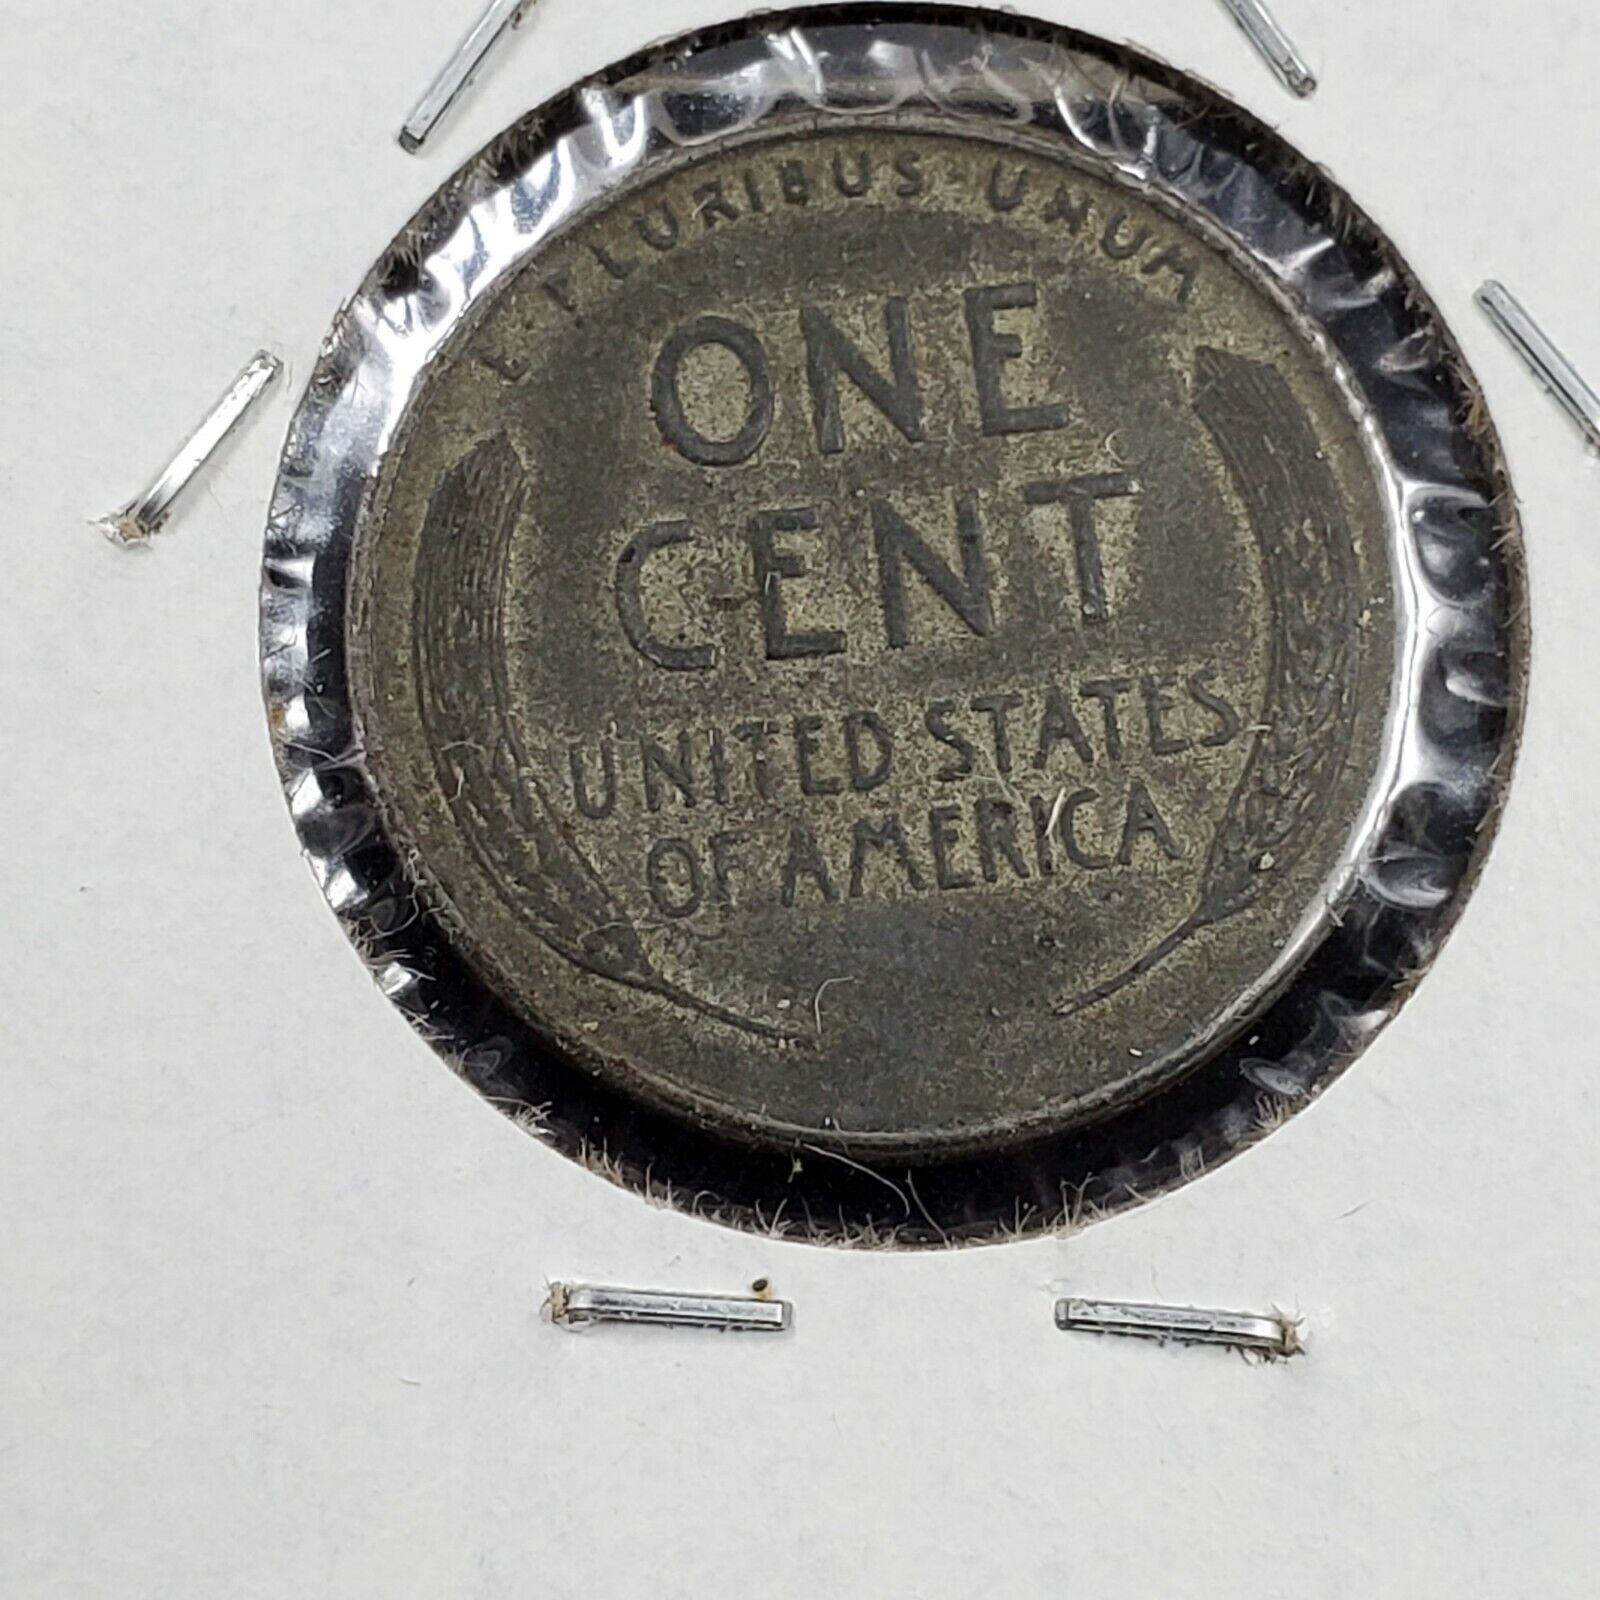 E PLURIBUS · UNUM
ONE
CENT
UNITED STATES
OF AMERICA